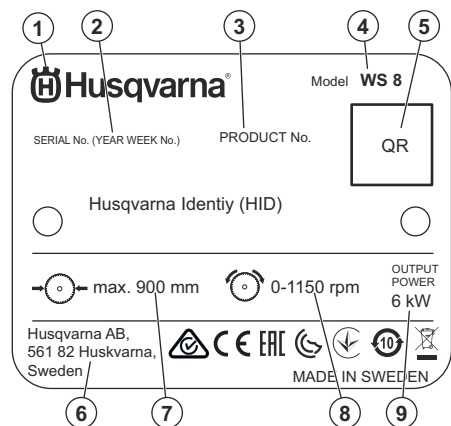 1 2 3 4 5
Husqvarna®
Model WS 8
SERIAL No. (YEAR WEEK No.)
PRODUCT No.
QR
Husqvarna Identiy (HID)
max. 900 mm
0-1150 rpm
OUTPUT
POWER
6 kW
Husqvarna AB,
561 82 Huskvarna,
Sweden
CE EAC 10
MADE IN SWEDEN
6 7 8 9